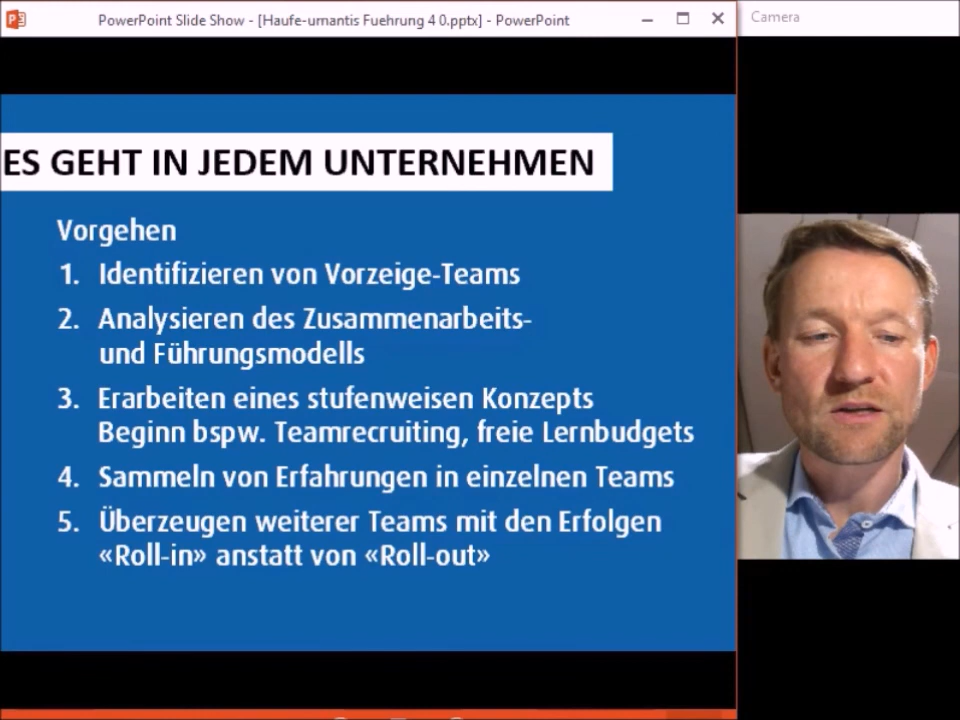 PowerPoint Slide Show - [Haufe-umantis Fuehrung 4 0.pptx] - PowerPoint
Camera
ES GEHT IN JEDEM UNTERNEHMEN
Vorgehen
1. Identifizieren von Vorzeige-Teams
2. Analysieren des Zusammenarbeits-
und Führungsmodells
3. Erarbeiten eines stufenweisen Konzepts
Beginn bspw. Teamrecruiting, freie Lernbudgets
4. Sammeln von Erfahrungen in einzelnen Teams
5. Überzeugen weiterer Teams mit den Erfolgen
«Roll-in» anstatt von «Roll-out»